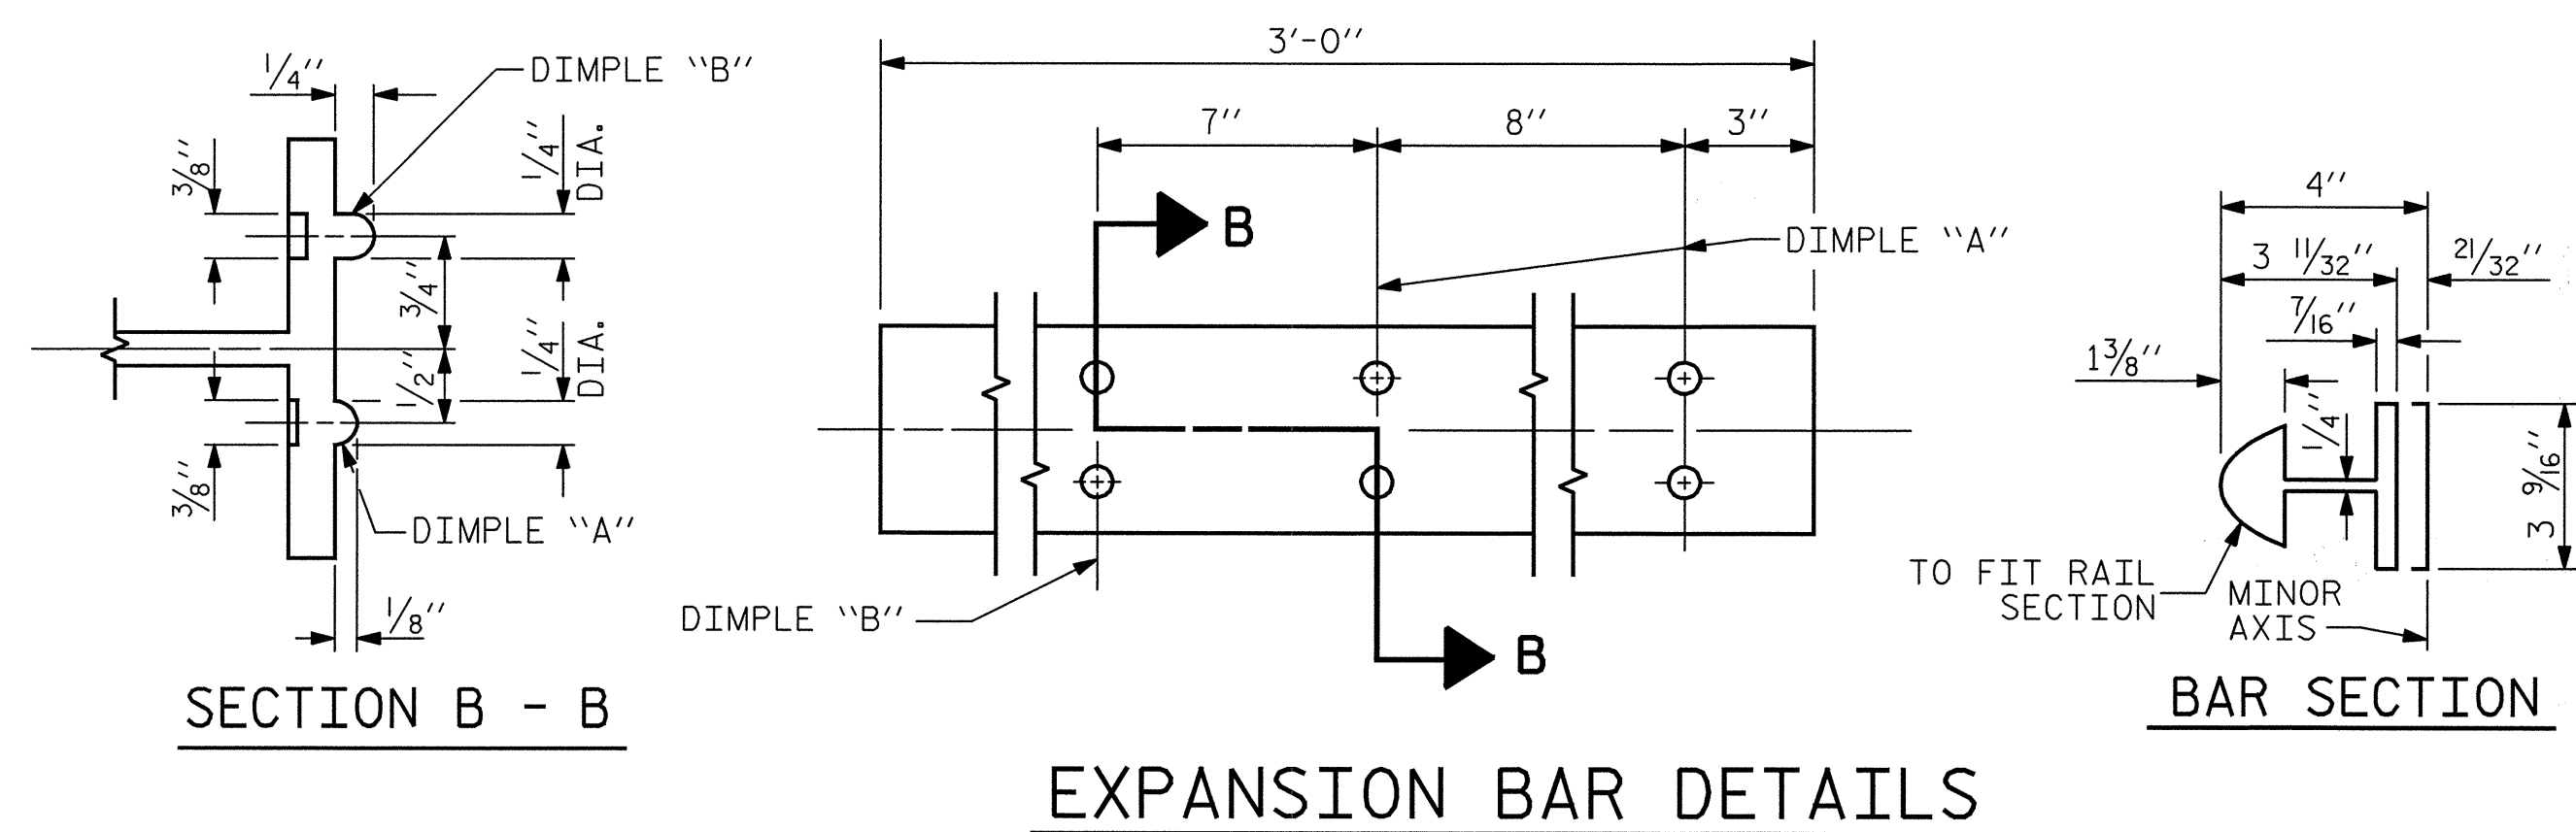 1/4"
DIMPLE "B"
3/8"
1/4"
DIA.
3/4"
1/2"
1/4"
DIA.
3/8"
DIMPLE "A"
1/8"
SECTION B - B
3'-0"
7"
8"
3"
B
DIMPLE "A"
DIMPLE "B"
B
4"
3 11/32"
21/32"
7/16"
1 3/8"
1/4"
3 9/16"
TO FIT RAIL
SECTION
MINOR
AXIS
BAR SECTION
EXPANSION BAR DETAILS